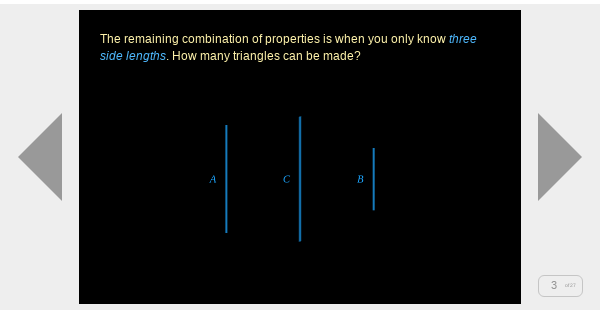 The remaining combination of properties is when you only know three
side lengths. How many triangles can be made?
A
C
B
3